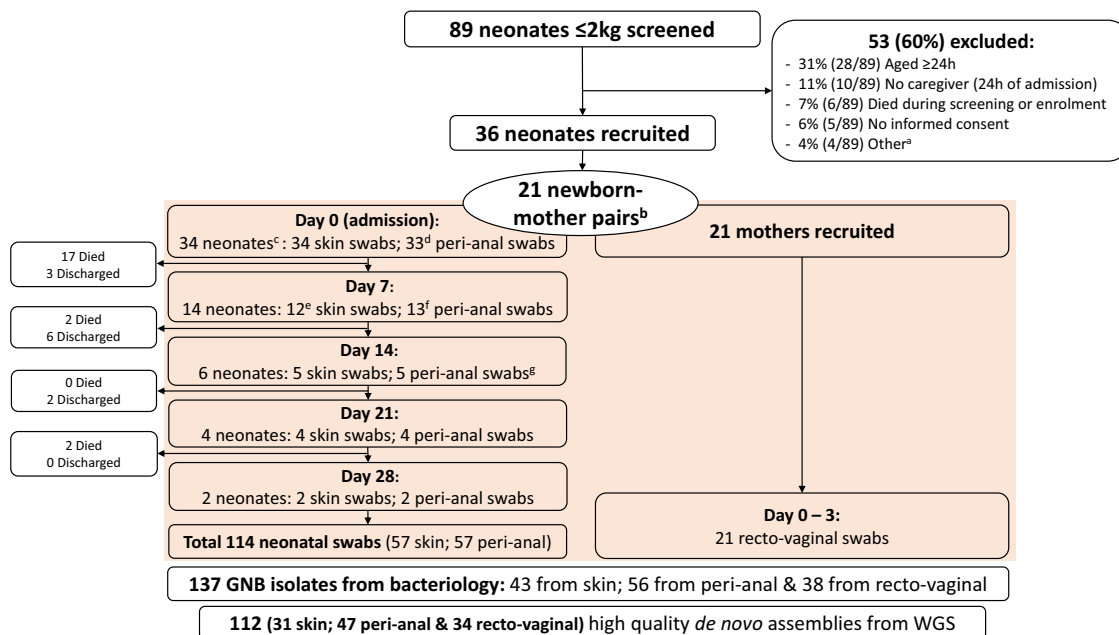 89 neonates ≤2kg screened
53 (60%) excluded:
- 31% (28/89) Aged ≥24h
- 11% (10/89) No caregiver (24h of admission)
- 7% (6/89) Died during screening or enrolment
- 6% (5/89) No informed consent
- 4% (4/89) Otherᵃ
36 neonates recruited
21 newborn-
mother pairsᵇ
Day 0 (admission):
34 neonatesᶜ : 34 skin swabs; 33ᵈ peri-anal swabs
21 mothers recruited
17 Died
3 Discharged
Day 7:
14 neonates: 12ᵉ skin swabs; 13ᶠ peri-anal swabs
2 Died
6 Discharged
Day 14:
6 neonates: 5 skin swabs; 5 peri-anal swabsᵍ
0 Died
2 Discharged
Day 21:
4 neonates: 4 skin swabs; 4 peri-anal swabs
2 Died
0 Discharged
Day 28:
2 neonates: 2 skin swabs; 2 peri-anal swabs
Day 0 – 3:
21 recto-vaginal swabs
Total 114 neonatal swabs (57 skin; 57 peri-anal)
137 GNB isolates from bacteriology: 43 from skin; 56 from peri-anal & 38 from recto-vaginal
112 (31 skin; 47 peri-anal & 34 recto-vaginal) high quality de novo assemblies from WGS